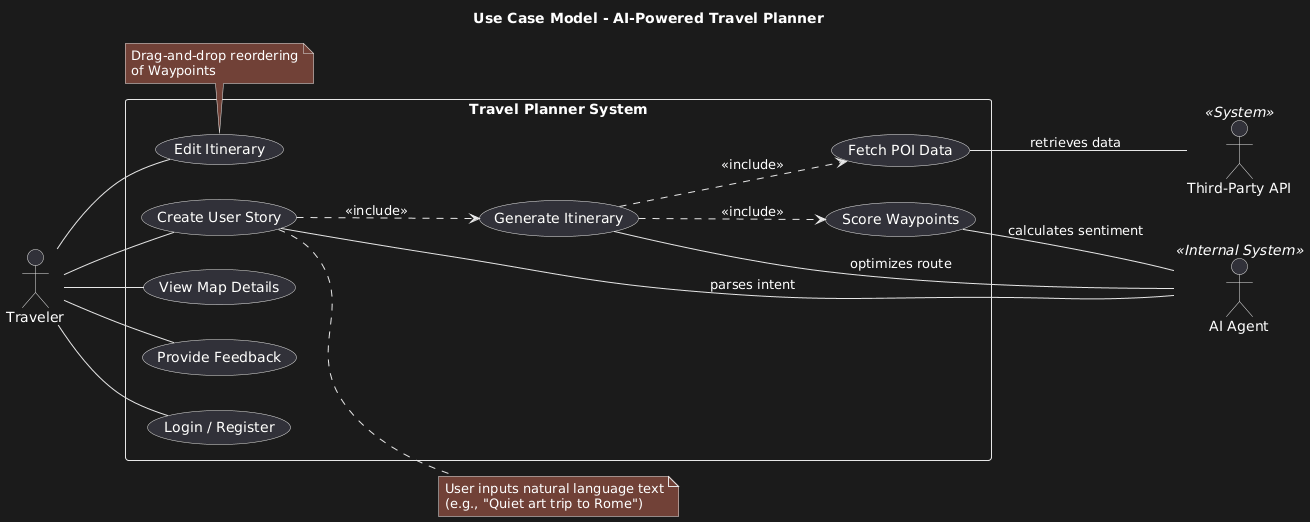 Use Case Model - AI-Powered Travel Planner
Drag-and-drop reordering
of Waypoints
Travel Planner System
«System»
Edit Itinerary
Fetch POI Data
retrieves data
Third-Party API
«include»
Create User Story
«include»
Generate Itinerary
«include»
Score Waypoints
calculates sentiment
«Internal System»
optimizes route
View Map Details
parses intent
Traveler
AI Agent
Provide Feedback
Login / Register
User inputs natural language text
(e.g., "Quiet art trip to Rome")